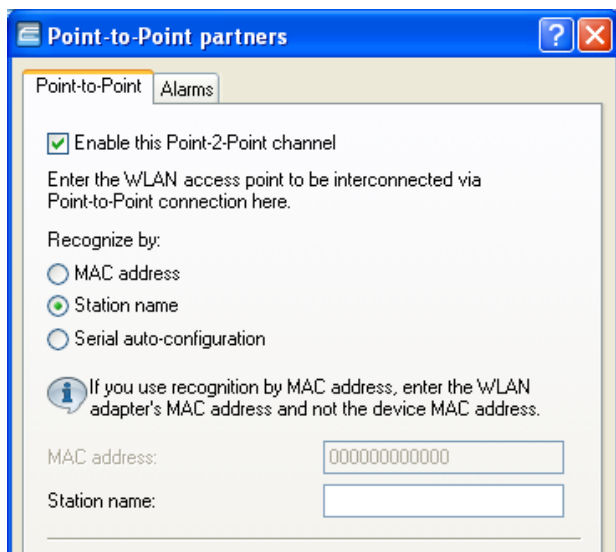 Point-to-Point partners
Point-to-Point
Alarms
Enable this Point-2-Point channel
Enter the WLAN access point to be interconnected via
Point-to-Point connection here.
Recognize by:
MAC address
Station name
Serial auto-configuration
If you use recognition by MAC address, enter the WLAN
adapter's MAC address and not the device MAC address.
MAC address:
000000000000
Station name: